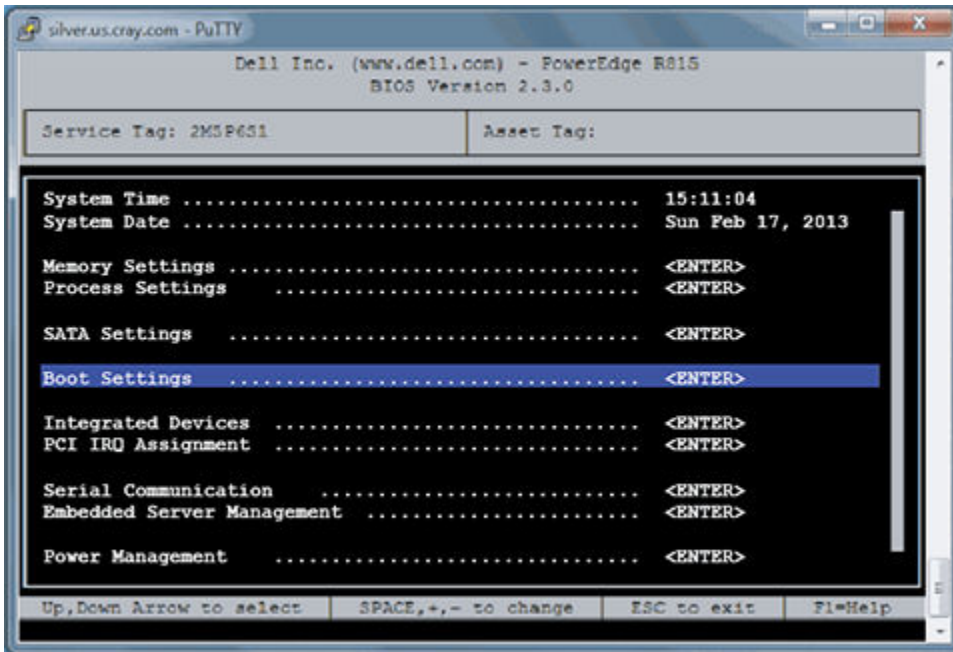 silver.us.cray.com - PuTTY
Dell Inc. (www.dell.com) - PowerEdge R815
BIOS Version 2.3.0
Service Tag: 2M5P6S1 Asset Tag:
System Time ........................................ 15:11:04
System Date ........................................ Sun Feb 17, 2013
Memory Settings .................................... <ENTER>
Process Settings ................................ <ENTER>
SATA Settings .................................... <ENTER>
Boot Settings .................................... <ENTER>
Integrated Devices ................................ <ENTER>
PCI IRQ Assignment ................................ <ENTER>
Serial Communication ............................ <ENTER>
Embedded Server Management ........................ <ENTER>
Power Management ................................ <ENTER>
Up,Down Arrow to select SPACE,+,- to change ESC to exit F1=Help